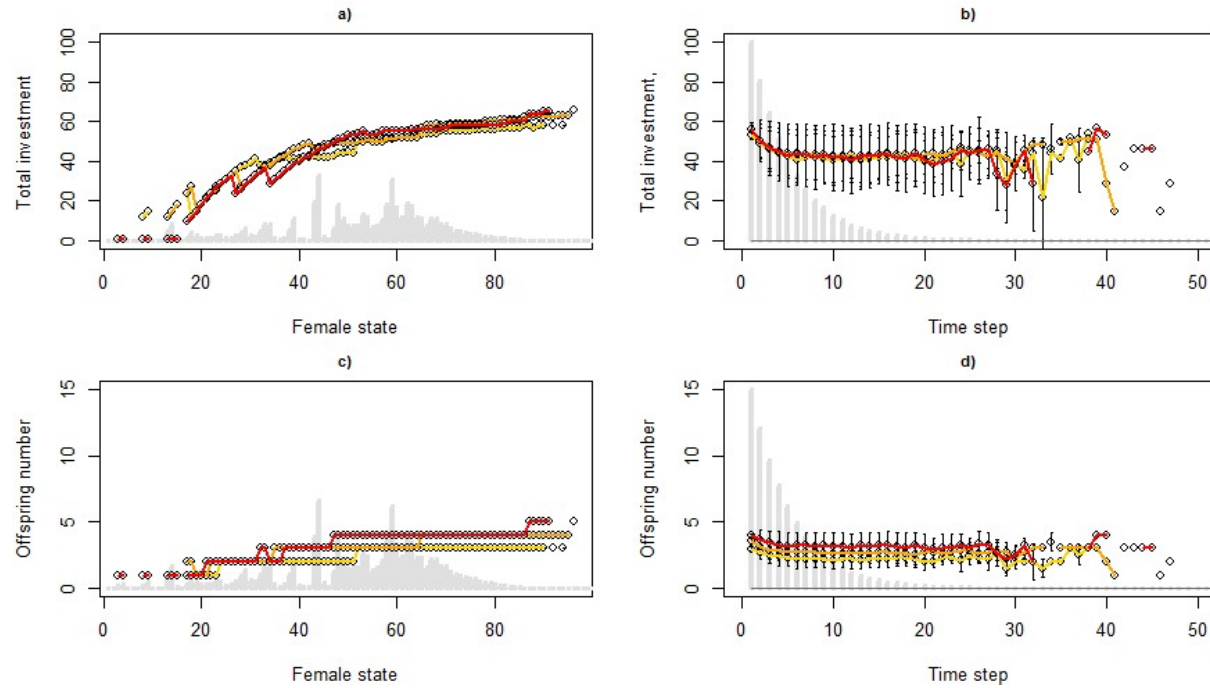 a)
Total investment
100
80
60
40
20
0
0 20 40 60 80
Female state
b)
Total investment,
100
80
60
40
20
0
0 10 20 30 40 50
Time step
c)
Offspring number
15
10
5
0
0 20 40 60 80
Female state
d)
Offspring number
15
10
5
0
0 10 20 30 40 50
Time step